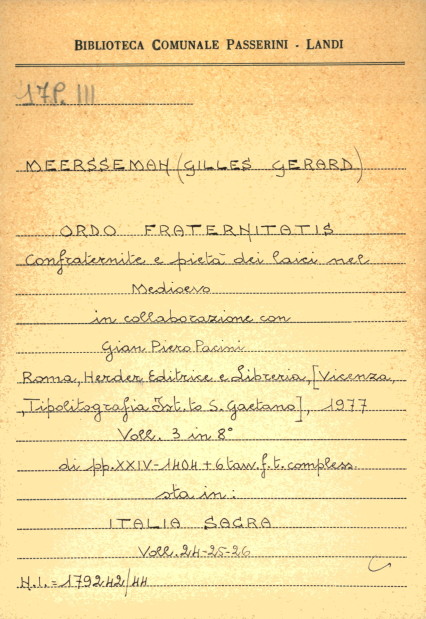 BIBLIOTECA COMUNALE PASSERINI - LANDI
17P. III
MEERSSEMAN (GILLES GERARD)
ORDO FRATERNITATIS
Confraternite e pietà dei laici nel
Medioevo
in collaborazione con
Gian Piero Pacini
Roma, Herder Editrice e Libreria, [Vicenza,
, Tipolitografia Ist.to S. Gaetano], 1977
Voll. 3 in 8°
di pp. XXIV-1404 + 6 tav. f. t. compless.
sta in:
ITALIA SACRA
Voll. 24-25-26
N.I. = 179242/44